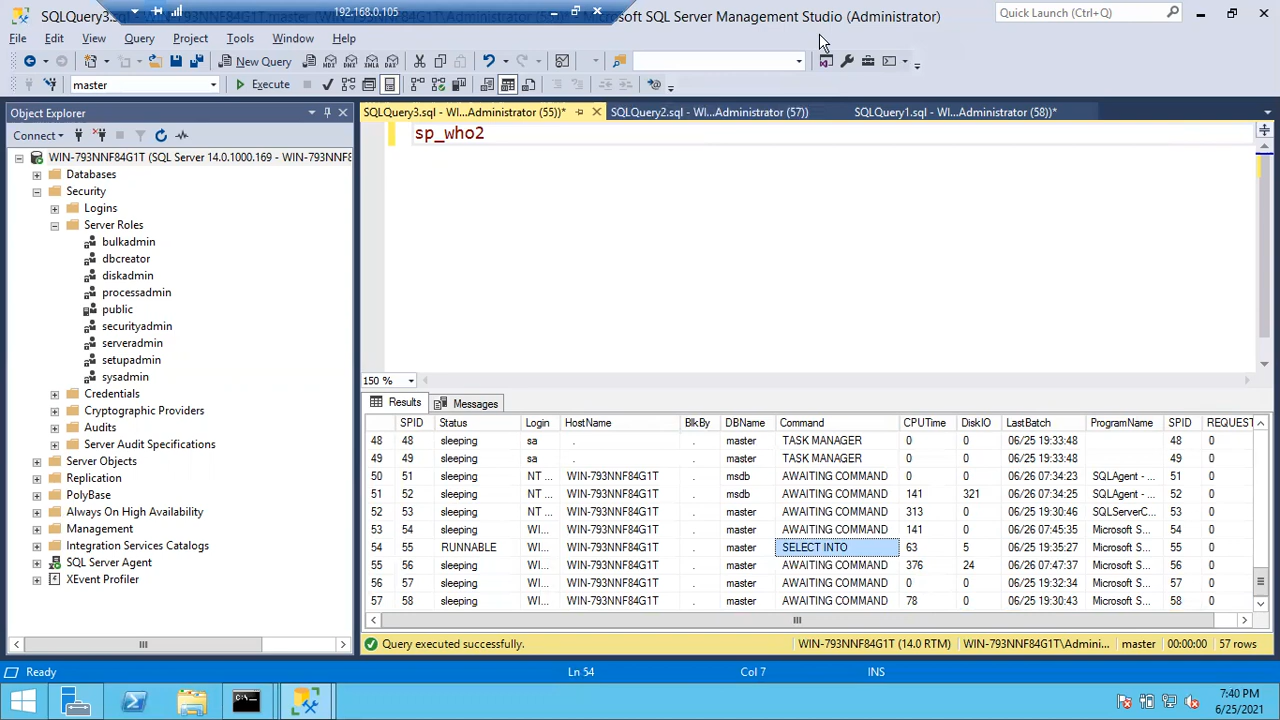 SQLQuery3.sql - WI
192.168.0.105
icrosoft SQL Server Management Studio (Administrator)
Quick Launch (Ctrl+Q)
File Edit View Query Project Tools Window Help
New Query
master
Execute
Object Explorer
SQLQuery3.sql - WI...Administrator (55))*
SQLQuery2.sql - WI...Administrator (57))
SQLQuery1.sql - WI...Administrator (58))*
Connect
sp_who2
WIN-793NNF84G1T (SQL Server 14.0.1000.169 - WIN-793NNF8
Databases
Security
Logins
Server Roles
bulkadmin
dbcreator
diskadmin
processadmin
public
securityadmin
serveradmin
setupadmin
sysadmin
Credentials
Cryptographic Providers
Audits
Server Audit Specifications
Server Objects
Replication
PolyBase
Always On High Availability
Management
Integration Services Catalogs
SQL Server Agent
XEvent Profiler
150 %
Results Messages
SPID Status Login HostName BlkBy DBName Command CPUTime DiskIO LastBatch ProgramName SPID REQUEST
48 48 sleeping sa . . master TASK MANAGER 0 0 06/25 19:33:48 48 0
49 49 sleeping sa . . master TASK MANAGER 0 0 06/25 19:33:48 49 0
50 51 sleeping NT ... WIN-793NNF84G1T . msdb AWAITING COMMAND 0 0 06/26 07:34:23 SQLAgent - ... 51 0
51 52 sleeping NT ... WIN-793NNF84G1T . msdb AWAITING COMMAND 141 321 06/26 07:34:25 SQLAgent - ... 52 0
52 53 sleeping NT ... WIN-793NNF84G1T . master AWAITING COMMAND 313 0 06/25 19:30:46 SQLServerC... 53 0
53 54 sleeping WI... WIN-793NNF84G1T . master AWAITING COMMAND 141 0 06/26 07:45:35 Microsoft S... 54 0
54 55 RUNNABLE WI... WIN-793NNF84G1T . master SELECT INTO 63 5 06/25 19:35:27 Microsoft S... 55 0
55 56 sleeping WI... WIN-793NNF84G1T . master AWAITING COMMAND 376 24 06/26 07:47:37 Microsoft S... 56 0
56 57 sleeping WI... WIN-793NNF84G1T . master AWAITING COMMAND 0 0 06/25 19:32:34 Microsoft S... 57 0
57 58 sleeping WI... WIN-793NNF84G1T . master AWAITING COMMAND 78 0 06/25 19:30:43 Microsoft S... 58 0
Query executed successfully.
WIN-793NNF84G1T (14.0 RTM) WIN-793NNF84G1T\Admini... master 00:00:00 57 rows
Ready Ln 54 Col 7 INS
7:40 PM
6/25/2021